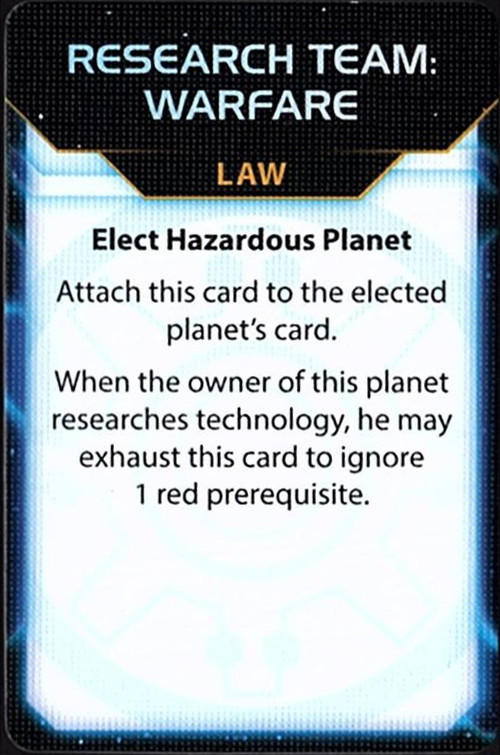 RESEARCH TEAM:
WARFARE
LAW
Elect Hazardous Planet
Attach this card to the elected
planet's card.
When the owner of this planet
researches technology, he may
exhaust this card to ignore
1 red prerequisite.